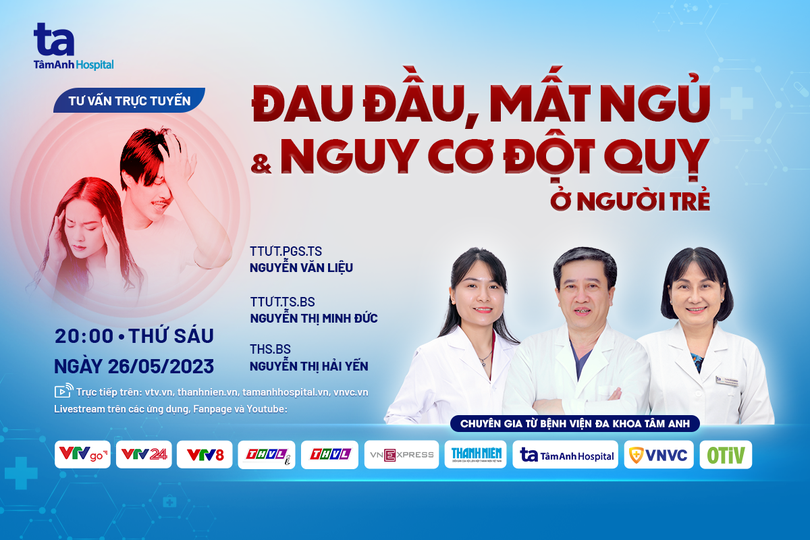 ta
TâmAnh Hospital
TƯ VẤN TRỰC TUYẾN
ĐAU ĐẦU, MẤT NGỦ
& NGUY CƠ ĐỘT QUỴ
Ở NGƯỜI TRẺ
TTƯT.PGS.TS
NGUYỄN VĂN LIỆU
TTƯT.TS.BS
NGUYỄN THỊ MINH ĐỨC
THS.BS
NGUYỄN THỊ HẢI YẾN
20:00 • THỨ SÁU
NGÀY 26/05/2023
Trực tiếp trên: vtv.vn, thanhnien.vn, tamanhhospital.vn, vnvc.vn
Livestream trên các ứng dụng, Fanpage và Youtube:
CHUYÊN GIA TỪ BỆNH VIỆN ĐA KHOA TÂM ANH
VTV go VTV24 VTV8 THVL THVL VNEXPRESS THANH NIÊN ta TâmAnh Hospital VNVC OTiV